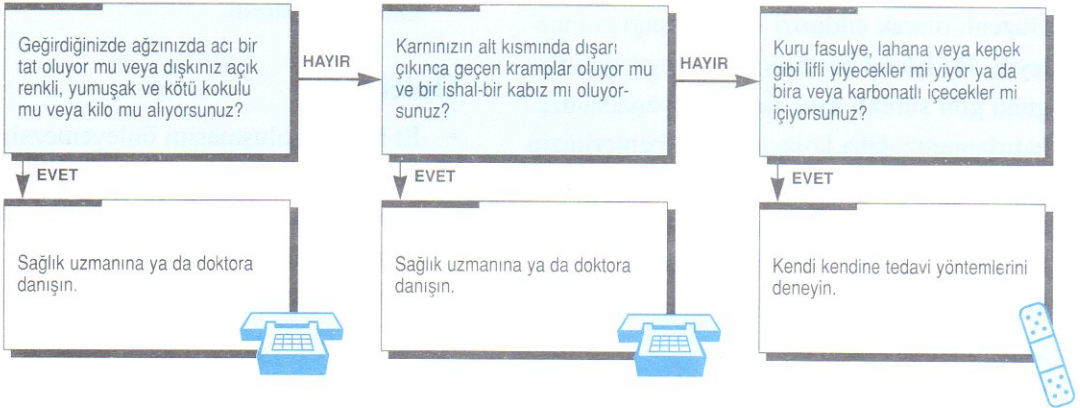 Geğirdiğinizde ağzınızda acı bir
tat oluyor mu veya dışkınız açık
renkli, yumuşak ve kötü kokulu
mu veya kilo mu alıyorsunuz?
HAYIR
Karnınızın alt kısmında dışarı
çıkınca geçen kramplar oluyor mu
ve bir ishal-bir kabız mı oluyor-
sunuz?
HAYIR
Kuru fasulye, lahana veya kepek
gibi lifli yiyecekler mi yiyor ya da
bira veya karbonatlı içecekler mi
içiyorsunuz?
EVET
EVET
EVET
Sağlık uzmanına ya da doktora
danışın.
Sağlık uzmanına ya da doktora
danışın.
Kendi kendine tedavi yöntemlerini
deneyin.